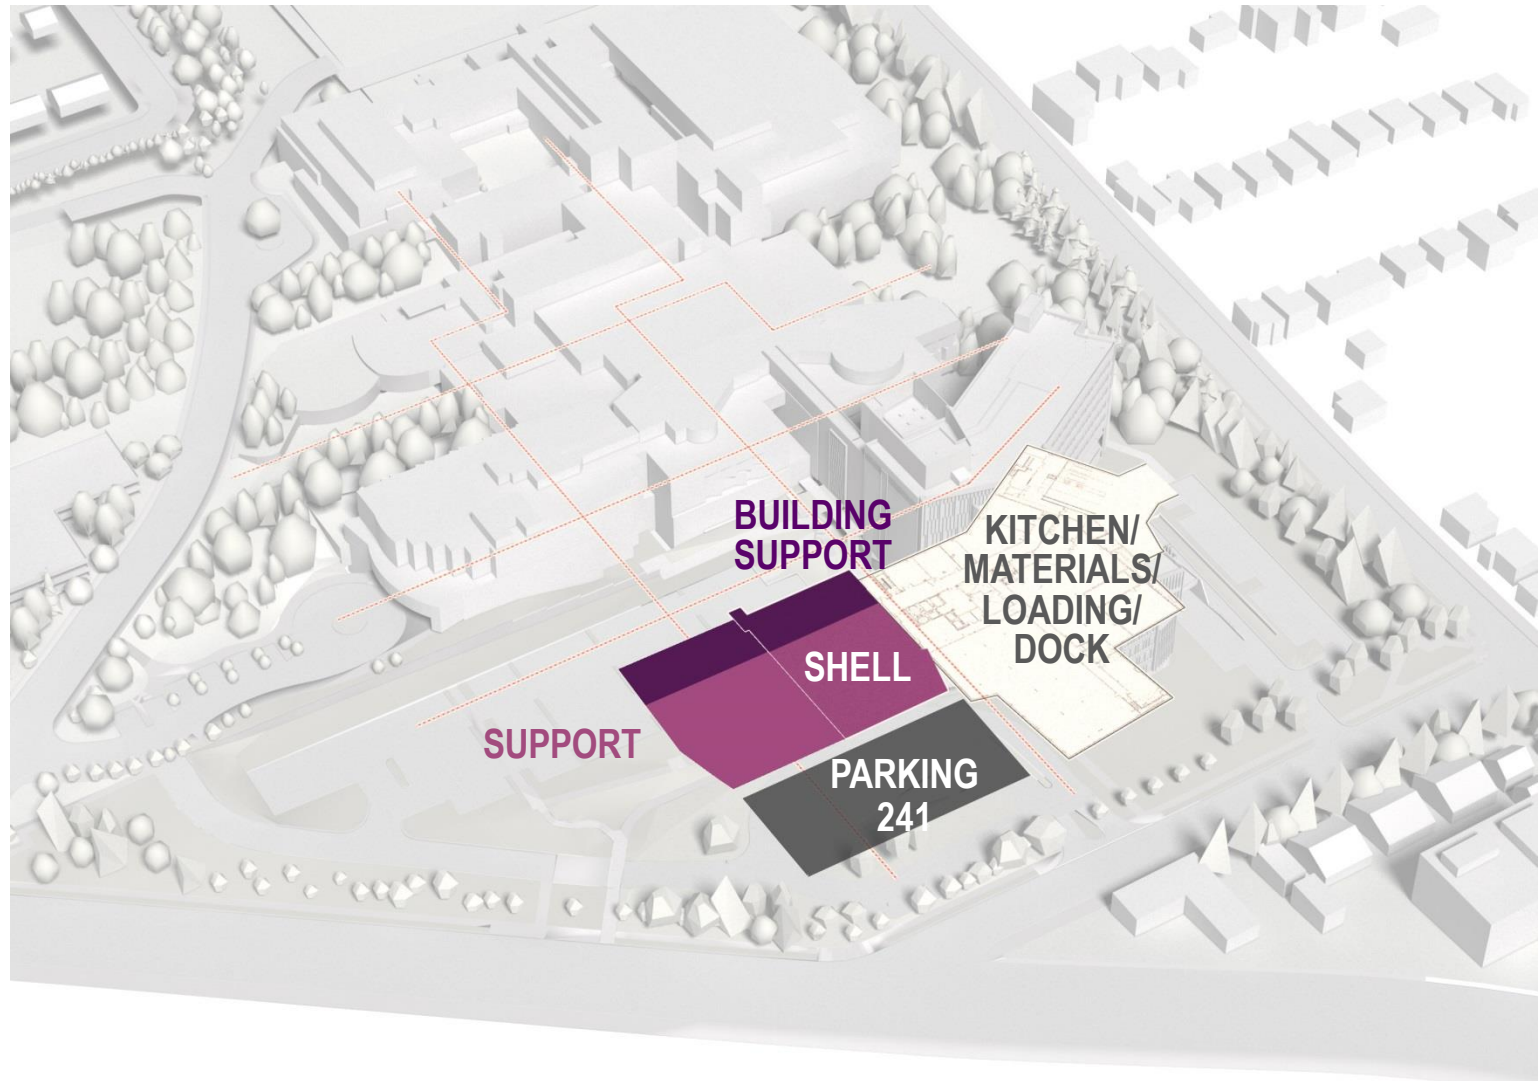 BUILDING
SUPPORT
KITCHEN/
MATERIALS/
LOADING/
DOCK
SHELL
SUPPORT
PARKING
241